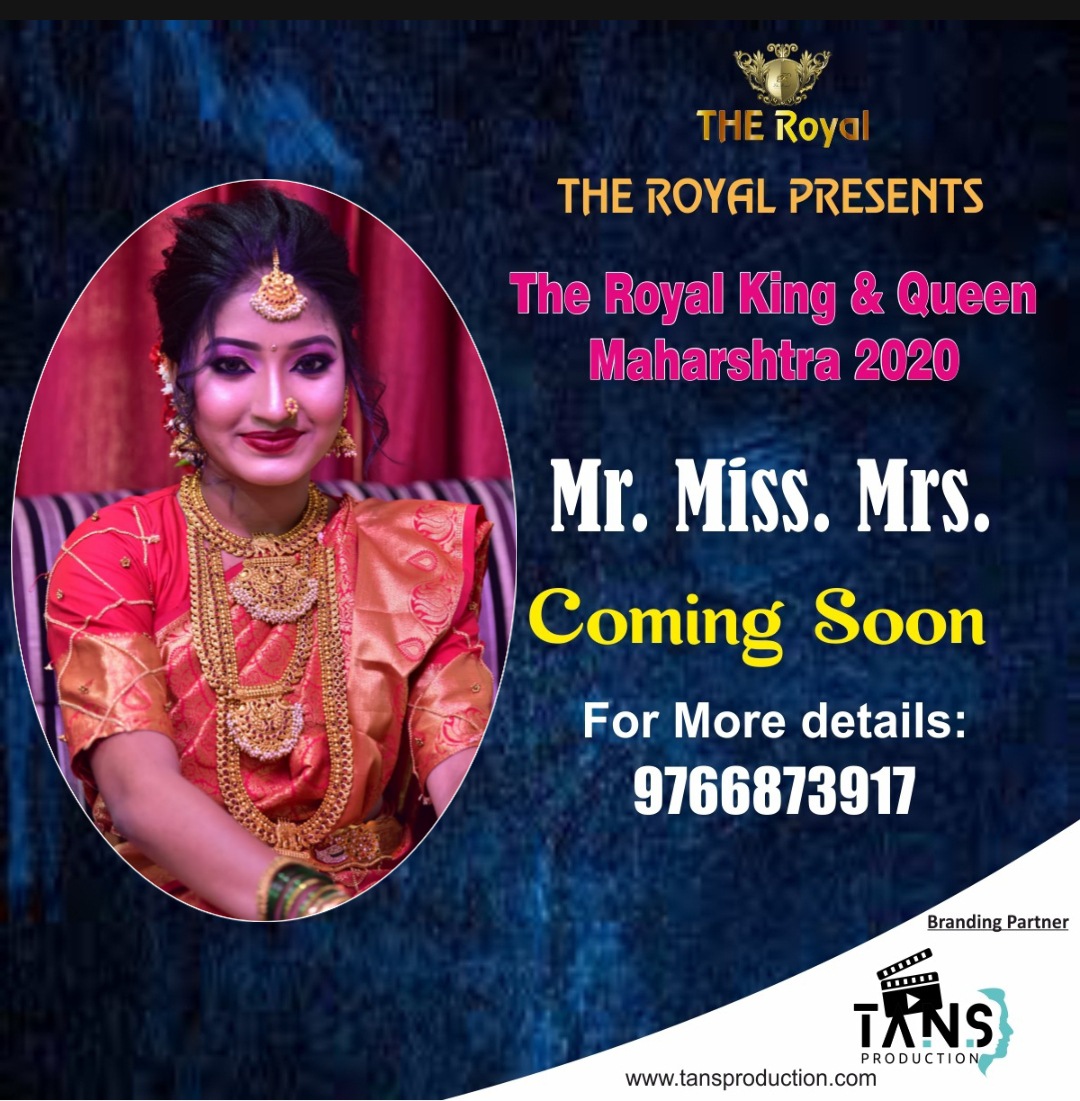 THE Royal
THE ROYAL PRESENTS
The Royal King & Queen
Maharshtra 2020
Mr. Miss. Mrs.
Coming Soon
For More details:
9766873917
Branding Partner
TANS
PRODUCTION
www.tansproduction.com